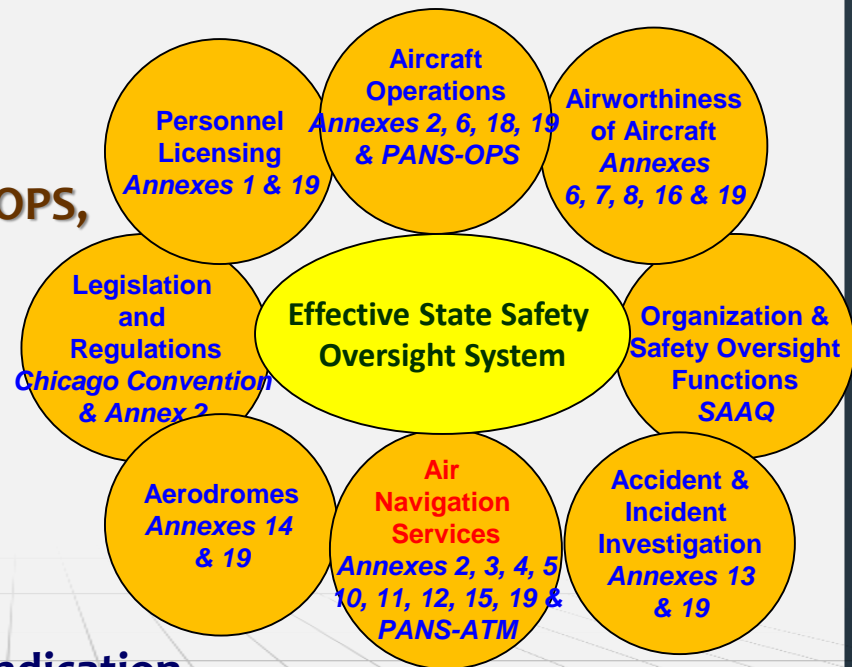 Aircraft
Operations
Annexes 2, 6, 18, 19
& PANS-OPS
Personnel
Licensing
Annexes 1 & 19
Airworthiness
of Aircraft
Annexes
6, 7, 8, 16 & 19
OPS,
Legislation
and
Regulations
Chicago Convention
& Annex 2
Effective State Safety
Oversight System
Organization &
Safety Oversight
Functions
SAAQ
Aerodromes
Annexes 14
& 19
Air
Navigation
Services
Annexes 2, 3, 4, 5
10, 11, 12, 15, 19 &
PANS-ATM
Accident &
Incident
Investigation
Annexes 13
& 19